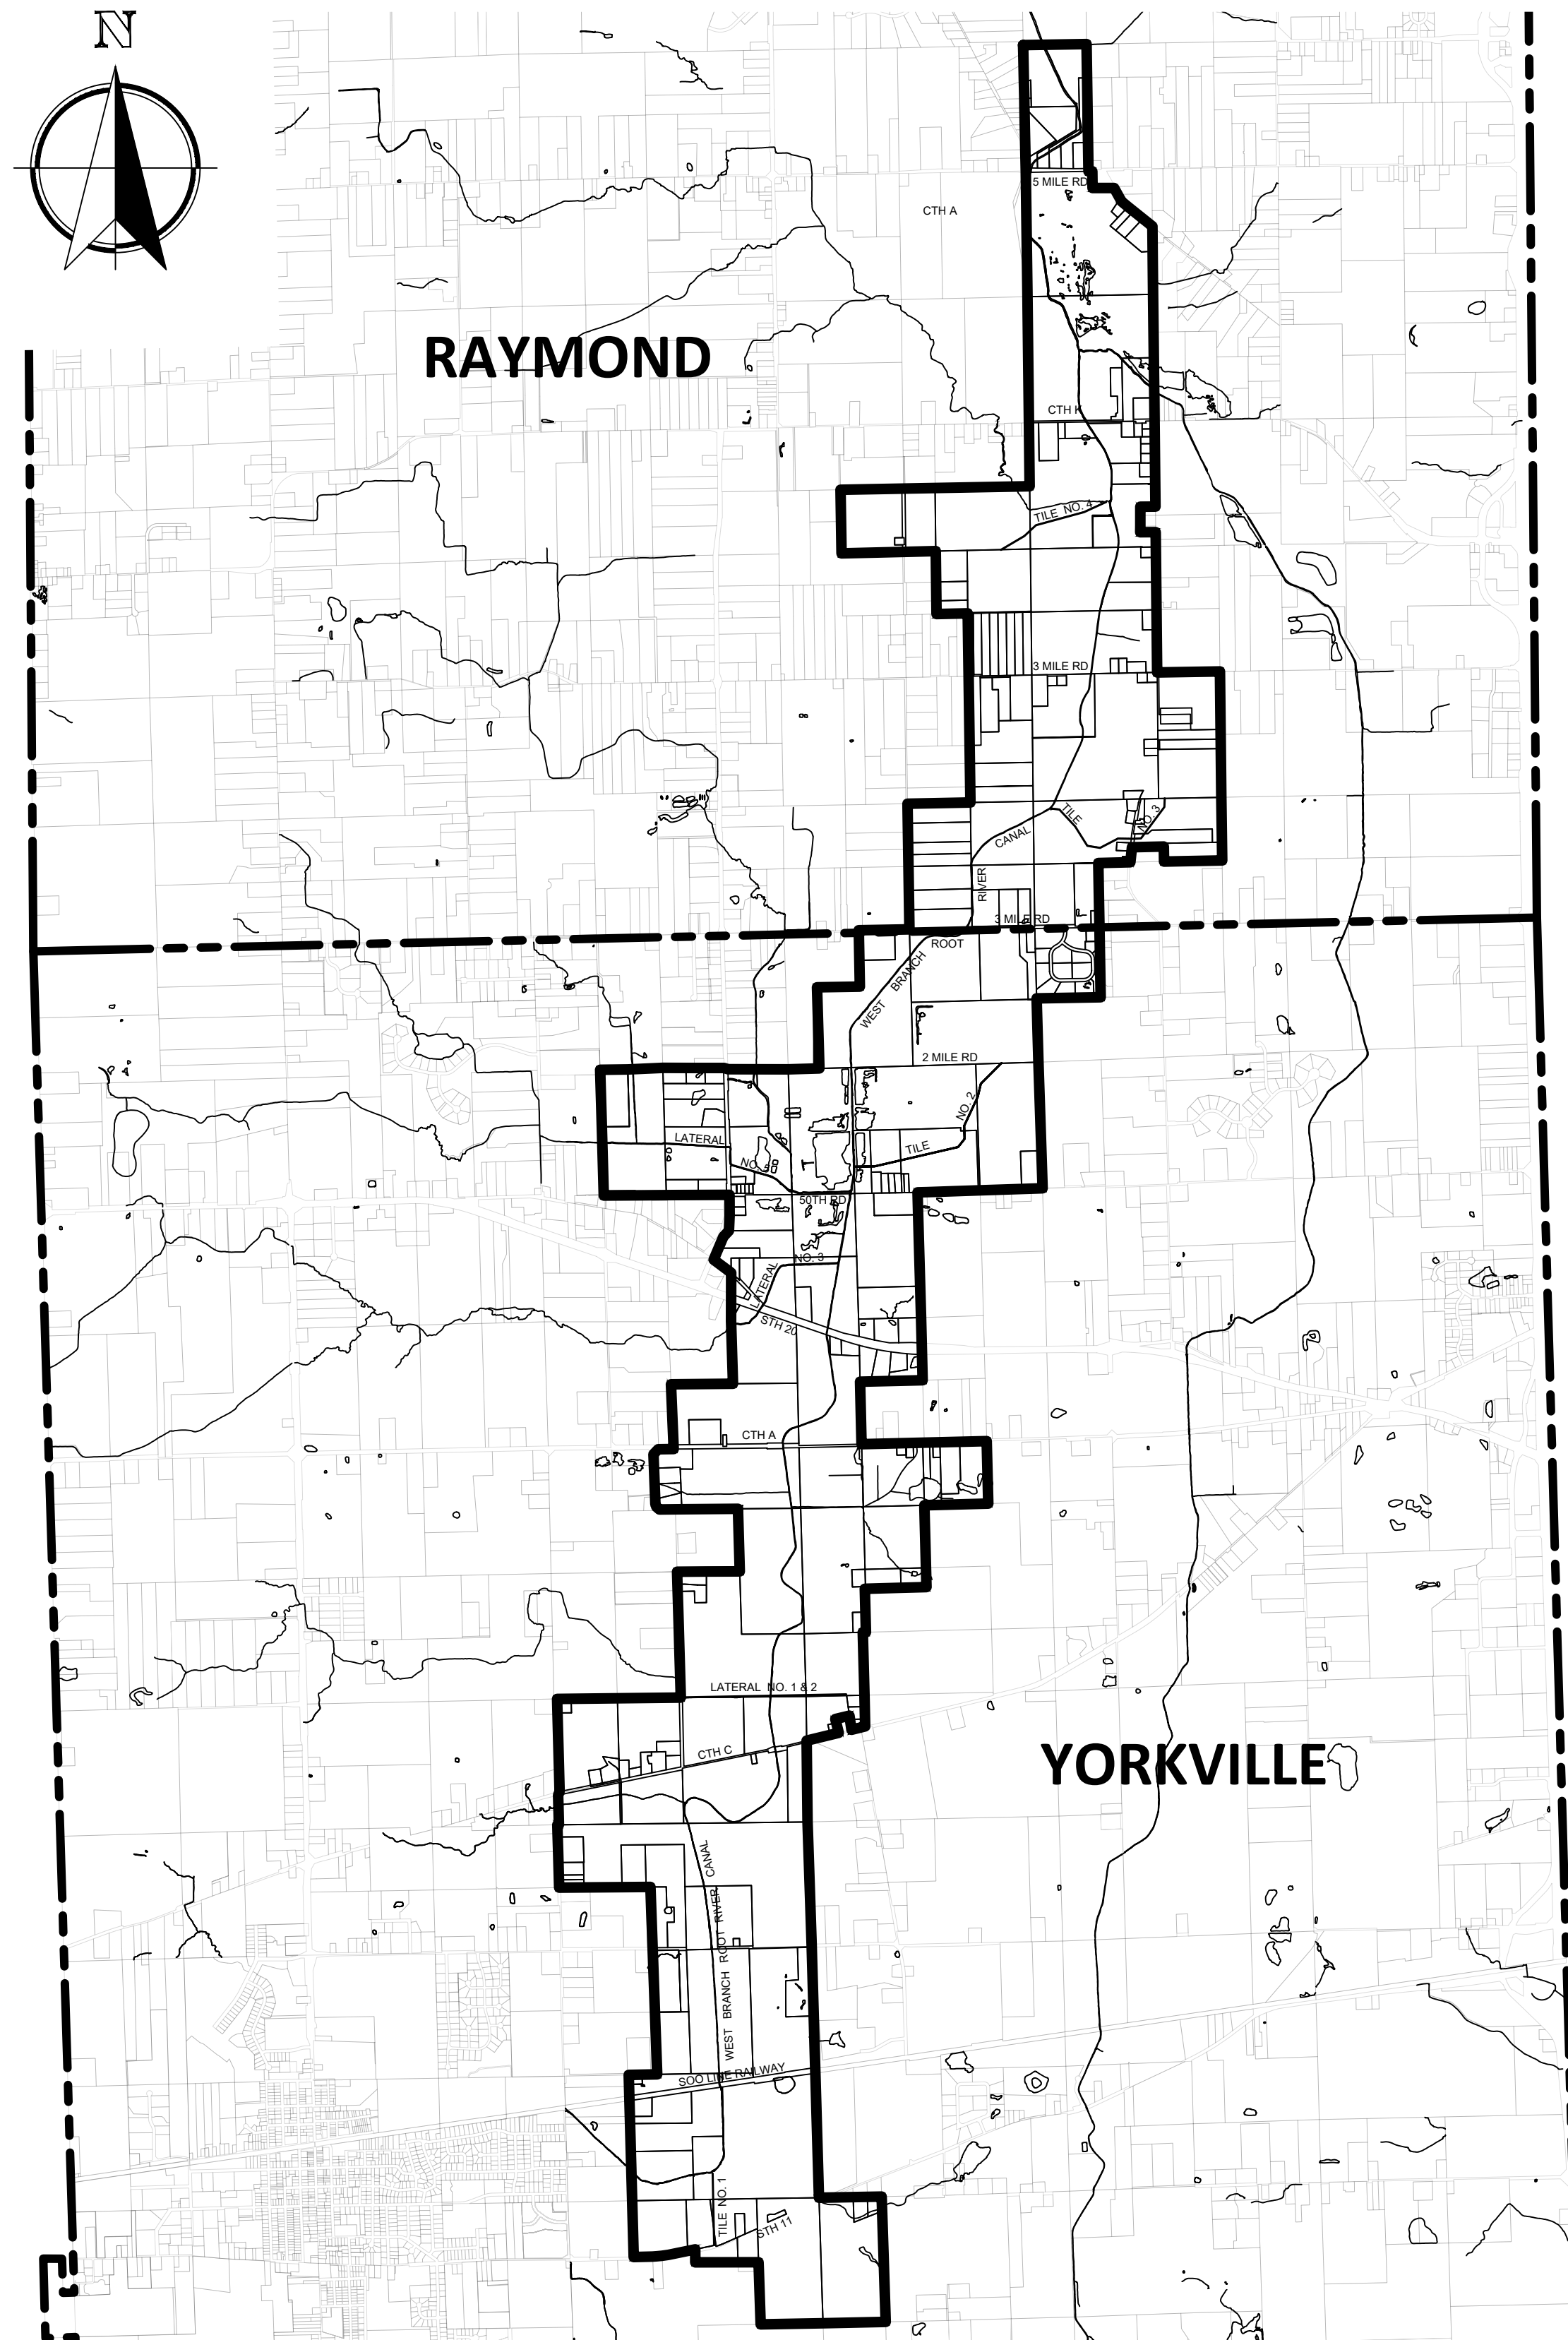 N
5 MILE RD
CTH A
RAYMOND
CTH K
TILE NO. 4
3 MILE RD
TILE NO. 3
CANAL
RIVER
3 MILE RD
ROOT
WEST BRANCH
2 MILE RD
NO. 2
TILE
LATERAL
NO. 5
50TH RD
NO. 3
LATERAL
STH 20
CTH A
LATERAL NO. 1 & 2
CTH C
YORKVILLE
WEST BRANCH ROOT RIVER CANAL
SOO LINE RAILWAY
TILE NO. 1
STH 11